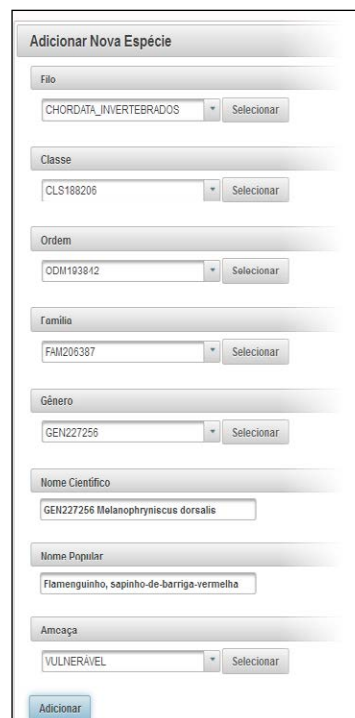 Adicionar Nova Espécie
Filo
CHORDATA_INVERTEBRADOS
Selecionar
Classe
CLS188206
Selecionar
Ordem
ODM193842
Selecionar
Família
FAM206387
Selecionar
Gênero
GEN227256
Selecionar
Nome Científico
GEN227256 Melanophryniscus dorsalis
Nome Popular
Flamenguinho, sapinho-de-barriga-vermelha
Ameaça
VULNERÁVEL
Selecionar
Adicionar